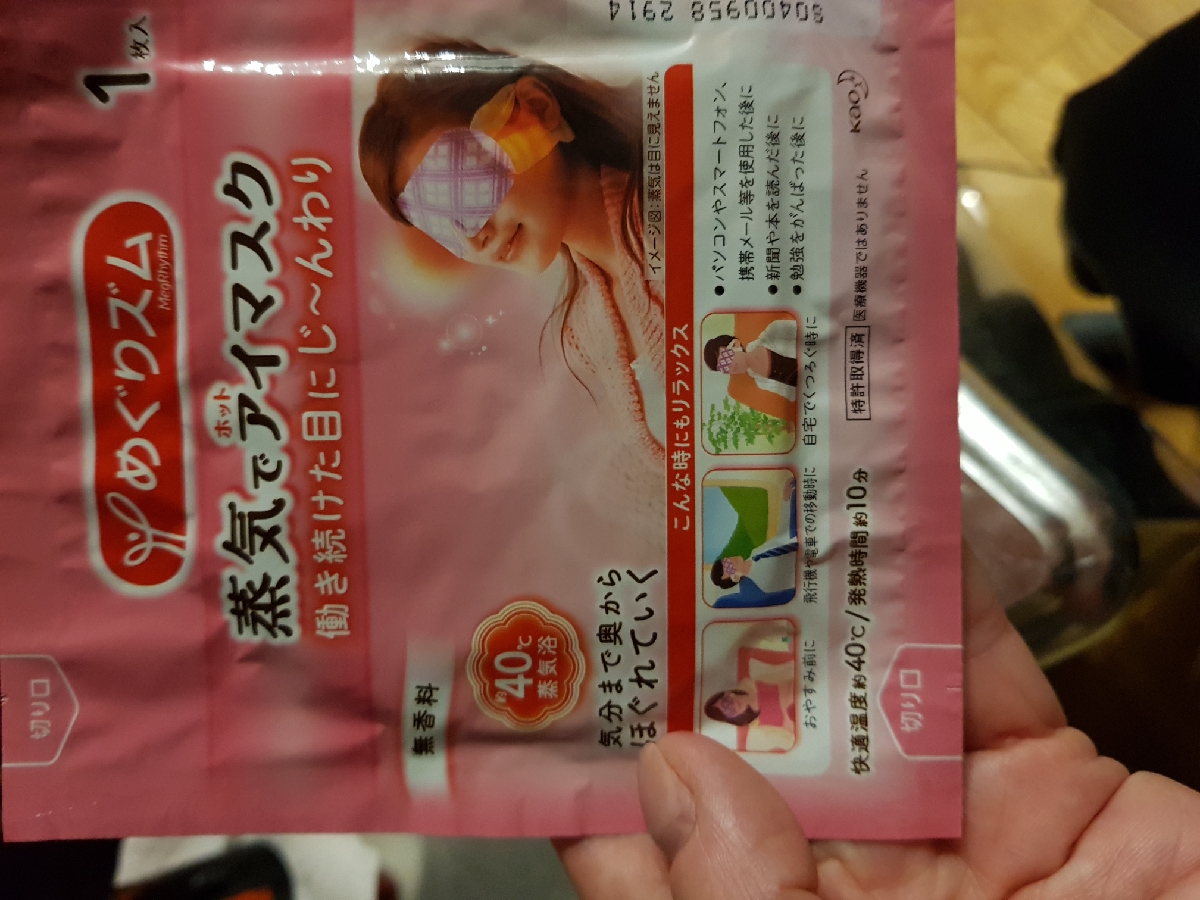 80400958 2914
1枚入
めぐりズム
MegRhythm
ホット
蒸気でアイマスク
働き続けた目にじ〜んわり
無香料
約40℃
蒸気浴
気分まで奥から
ほぐれていく
イメージ図:蒸気は目に見えません
こんな時にもリラックス
おやすみ前に
飛行機や電車での移動時に
自宅でくつろぐ時に
●パソコンやスマートフォン、
携帯メール等を使用した後に
●新聞や本を読んだ後に
●勉強をがんばった後に
快適温度約40℃/発熱時間約10分
特許取得済
医療機器ではありません
Kao
切り口
切り口